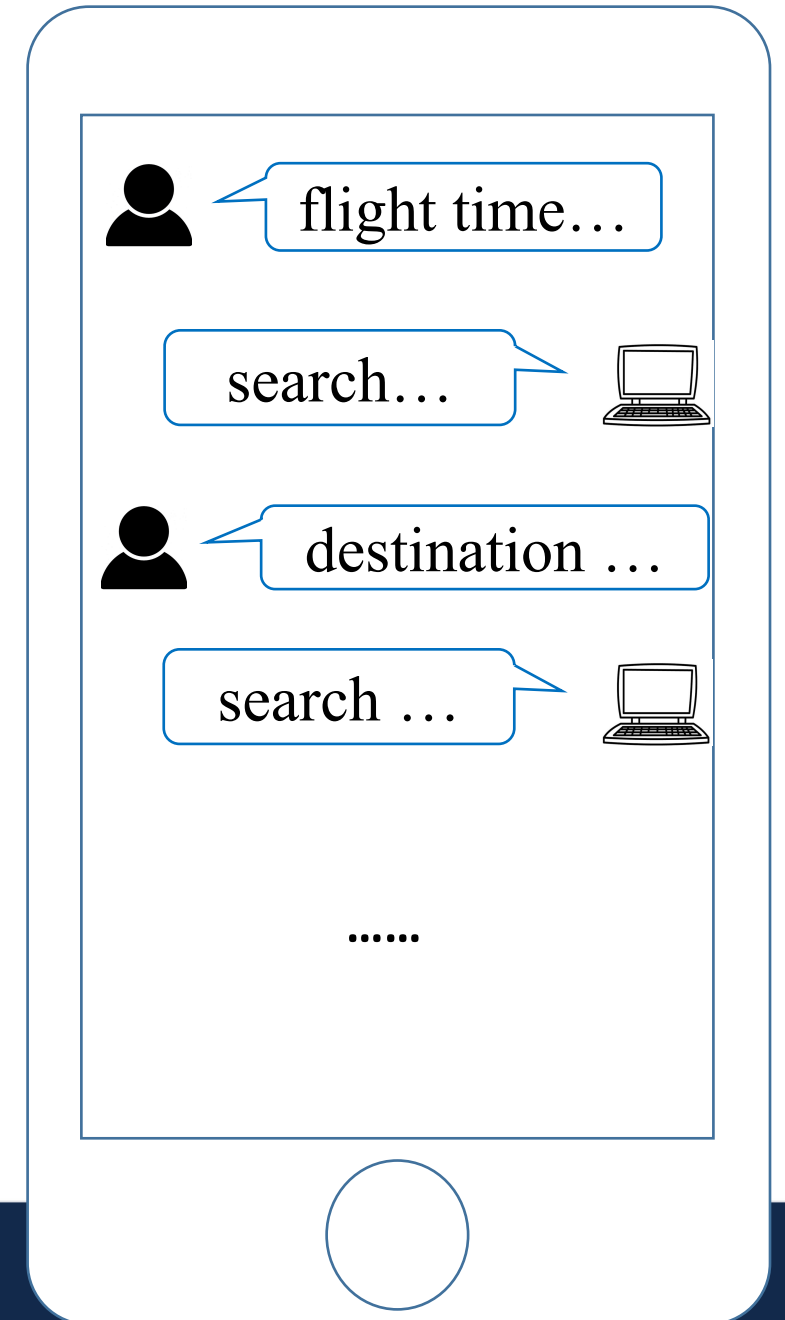 flight time…
search…
destination …
search …
……